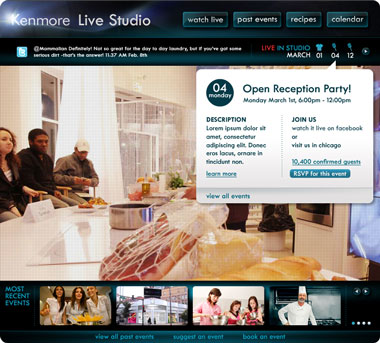 Kenmore Live Studio
watch live
past events
recipes
calendar
@Mammalian Definitely! Not so great for the day to day laundry, but if you've got some
serious dirt -that's the answer! 11:37 AM Feb. 8th
LIVE IN STUDIO
MARCH 01 04 12
04
monday
Open Reception Party!
Monday March 1st, 6:00pm - 12:00pm
DESCRIPTION
Lorem ipsum dolor sit
amet, consectetur
adipiscing elit. Donec
eros lacus, ornare in
tincidunt non.
learn more
JOIN US
watch it live on facebook
or
visit us in chicago
10,400 confirmed guests
RSVP for this event
view all events
MOST
RECENT
EVENTS
view all past events
suggest an event
book an event